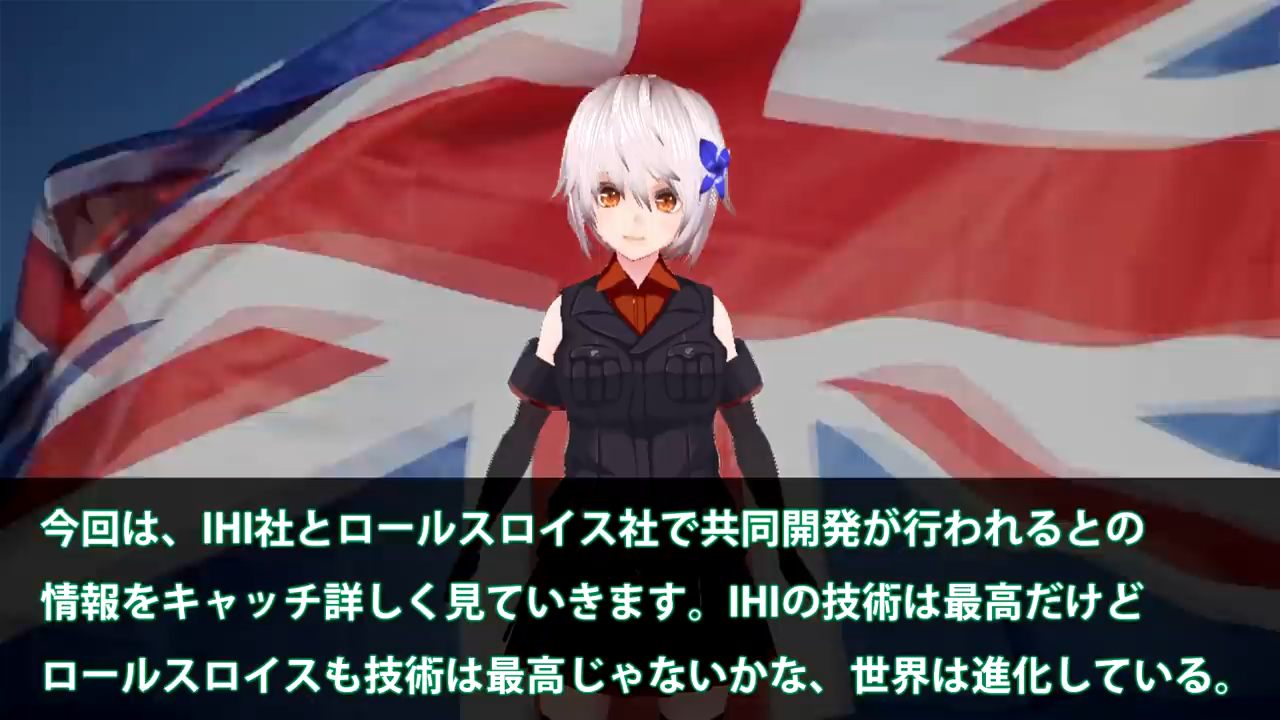 今回は、IHI社とロールスロイス社で共同開発が行われるとの
情報をキャッチ詳しく見ていきます。IHIの技術は最高だけど
ロールスロイスも技術は最高じゃないかな、世界は進化している。